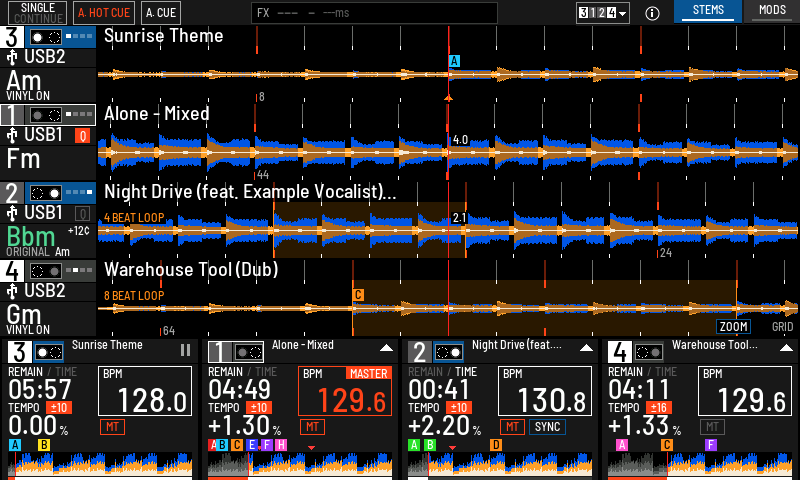 SINGLE
CONTINUE
A. HOT CUE
A. CUE
FX --- - ---ms
3 1 2 4
STEMS
MODS
3
Sunrise Theme
USB2
A
Am
VINYL ON
8
1
Alone - Mixed
USB1
0
4.0
Fm
44
2
Night Drive (feat. Example Vocalist)...
USB1
0
4 BEAT LOOP
2.1
Bbm
+12¢
ORIGINAL Am
24
4
Warehouse Tool (Dub)
USB2
8 BEAT LOOP
C
Gm
VINYL ON
64
ZOOM
GRID
3
Sunrise Theme
REMAIN / TIME
05:57
TEMPO ±10
0.00%
BPM
128.0
MT
A B
1
Alone - Mixed
REMAIN / TIME
04:49
TEMPO ±10
+1.30%
BPM
MASTER
129.6
MT
A B C E F H
2
Night Drive (feat....
REMAIN / TIME
00:41
TEMPO ±10
+2.20%
BPM
130.8
MT
SYNC
A B D
4
Warehouse Tool...
REMAIN / TIME
04:11
TEMPO ±16
+1.33%
BPM
129.6
MT
A C F